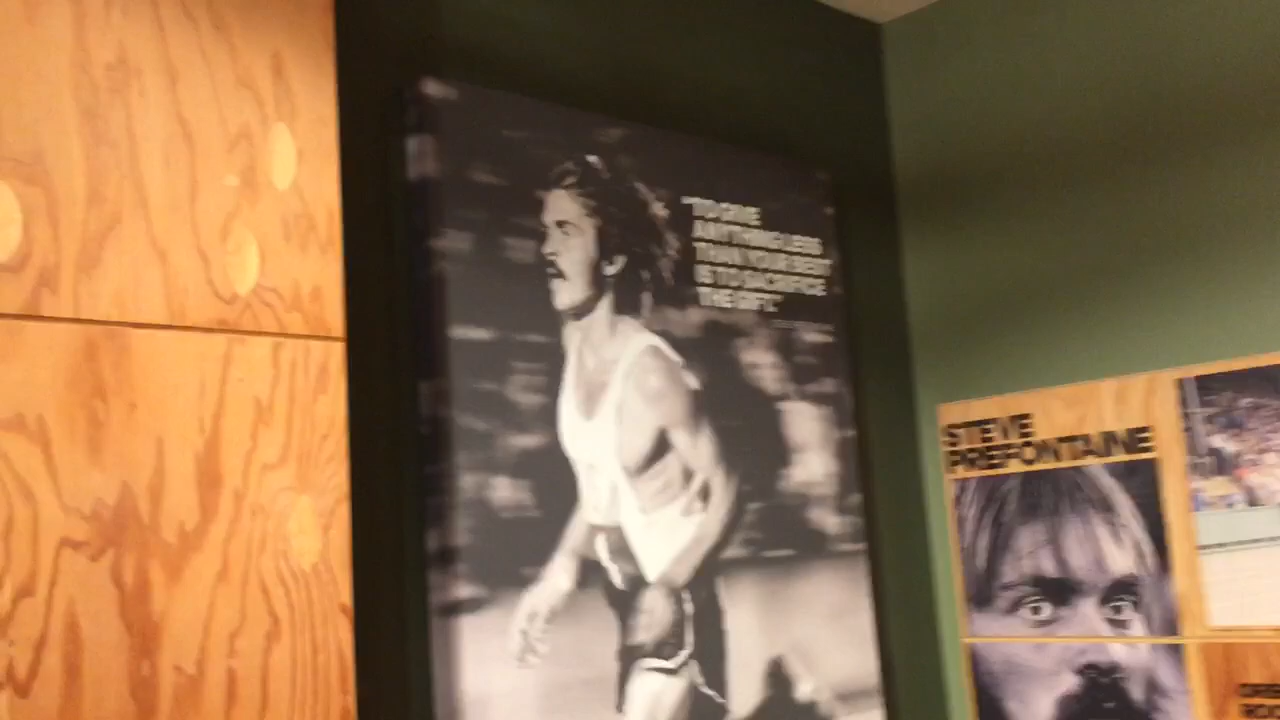 "TO GIVE
ANYTHING LESS
THAN YOUR BEST
IS TO SACRIFICE
THE GIFT."
STEVE
PREFONTAINE